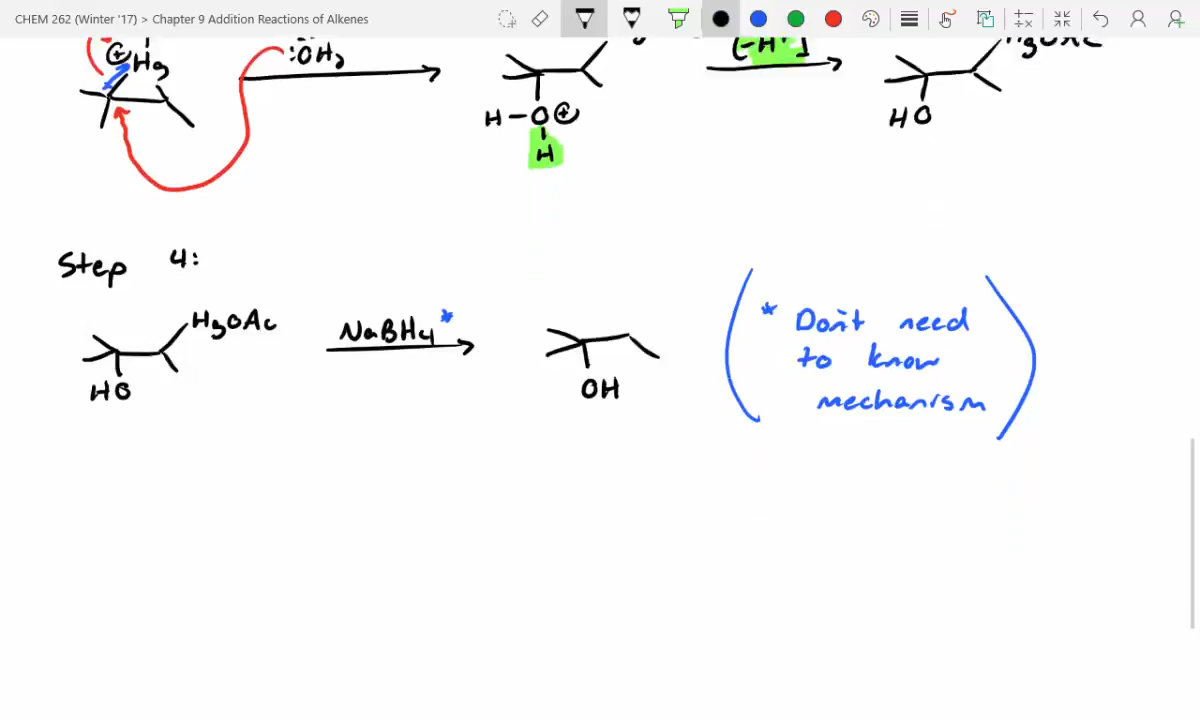 CHEM 262 (Winter '17) > Chapter 9 Addition Reactions of Alkenes
⊕Hg
:OH₂
[-H⁺]
HgOAc
H-O⊕
H
HO
Step 4:
HgOAc
NaBH₄*
HO
OH
* Don't need
to know
mechanism